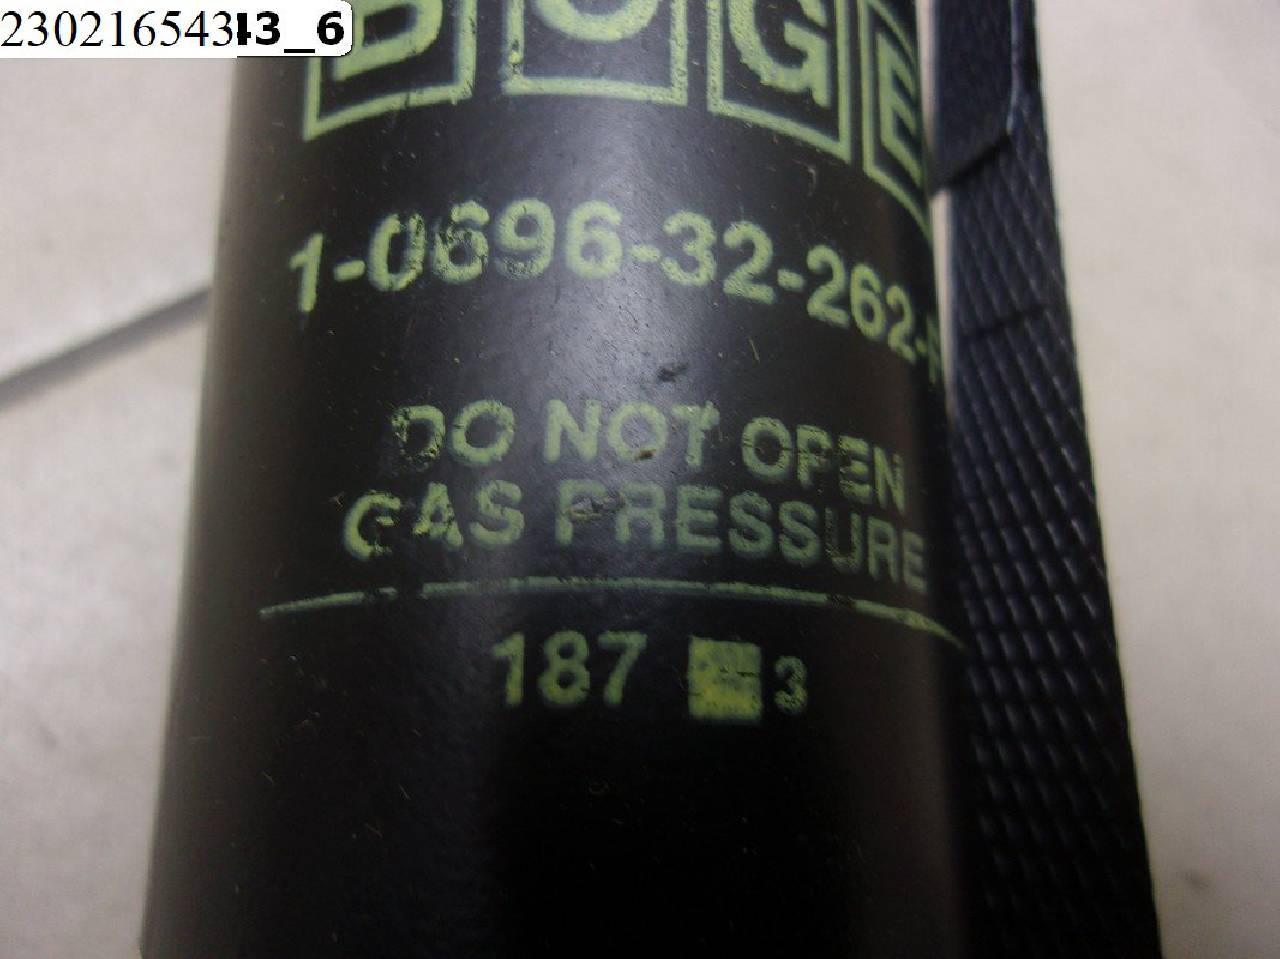 23021654343_6
BOGE
1-0696-32-262-
DO NOT OPEN
GAS PRESSURE
187 3